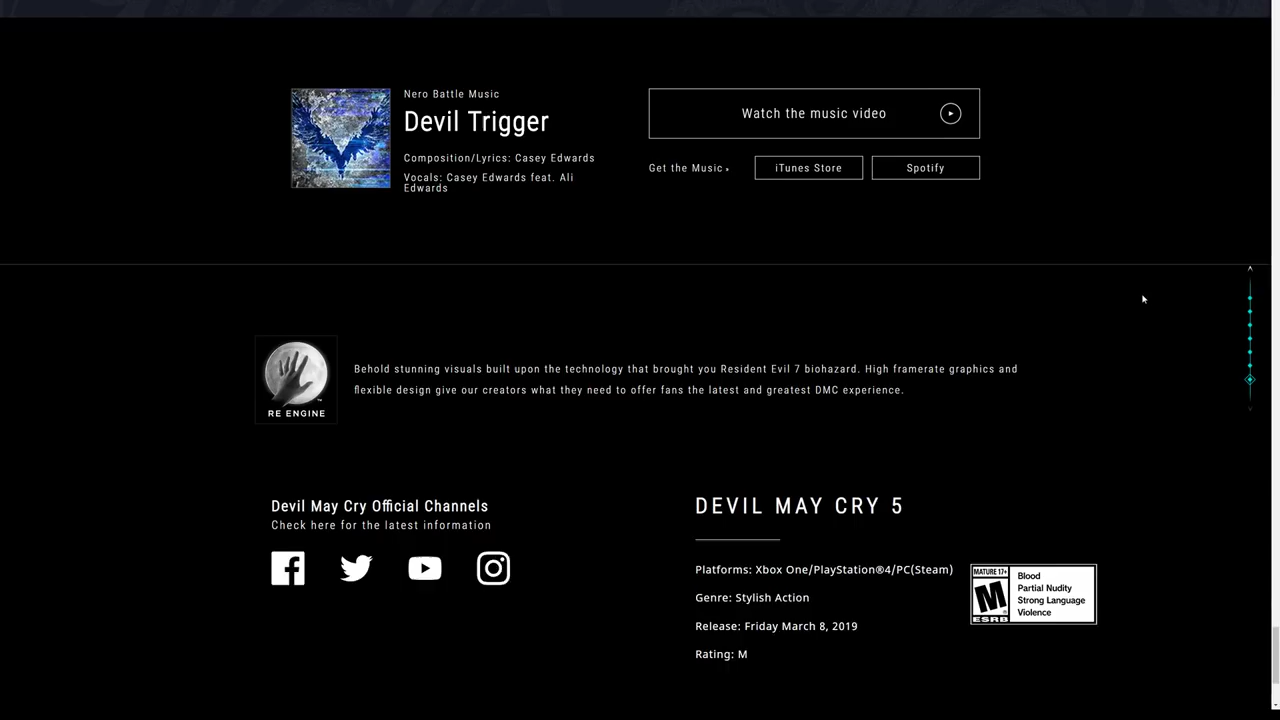 Nero Battle Music
Devil Trigger
Composition/Lyrics: Casey Edwards
Vocals: Casey Edwards feat. Ali
Edwards
Watch the music video
Get the Music
iTunes Store
Spotify
RE ENGINE
™
Behold stunning visuals built upon the technology that brought you Resident Evil 7 biohazard. High framerate graphics and
flexible design give our creators what they need to offer fans the latest and greatest DMC experience.
Devil May Cry Official Channels
Check here for the latest information
DEVIL MAY CRY 5
Platforms: Xbox One/PlayStation®4/PC(Steam)
Genre: Stylish Action
Release: Friday March 8, 2019
Rating: M
MATURE 17+
M
®
ESRB
Blood
Partial Nudity
Strong Language
Violence